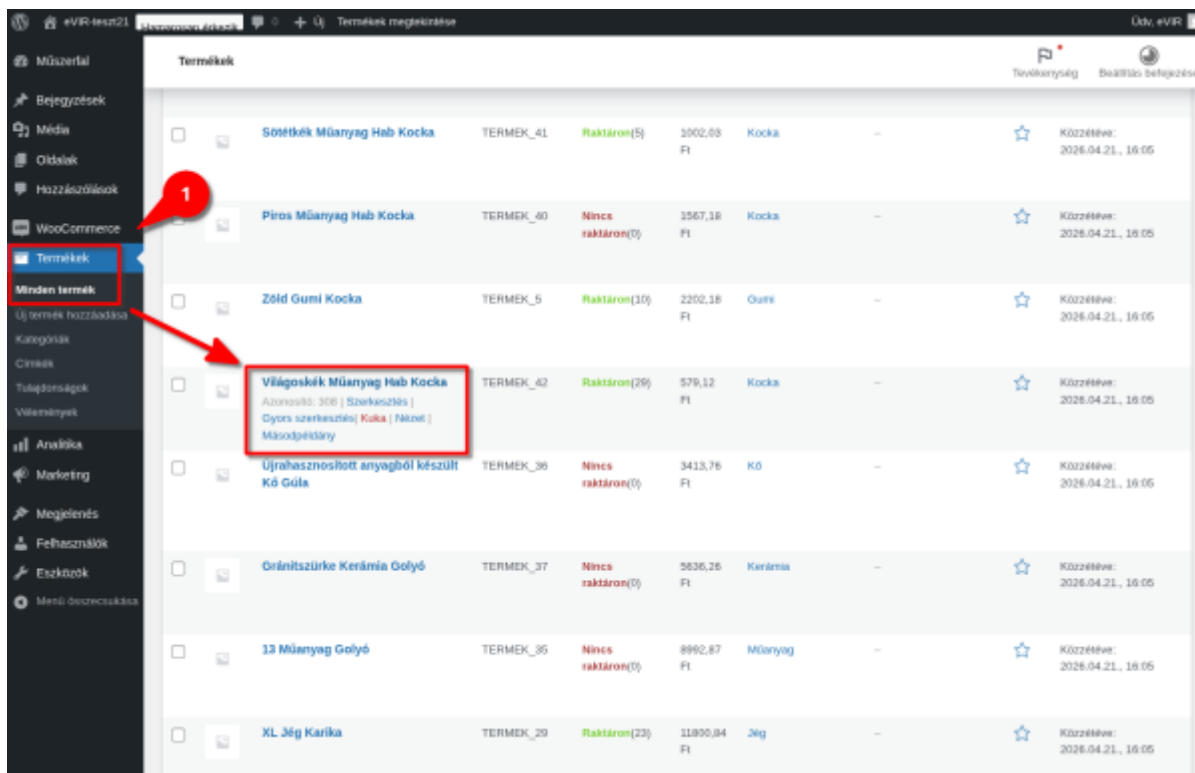 eVIR-teszt21
0
Új
Termékek megtekintése
Üdv, eVIR
Műszerfal
Bejegyzések
Média
Oldalak
Hozzászólások
1
WooCommerce
Termékek
Minden termék
Új termék hozzáadása
Kategóriák
Címkék
Tulajdonságok
Vélemények
Analitika
Marketing
Megjelenés
Felhasználók
Eszközök
Menü összecsukása
Termékek
Tevékenység
Beállítás befejezése
Sötétkék Műanyag Hab Kocka TERMEK_41 Raktáron(5) 1002,03 Kocka – Közzétéve:
Ft 2026.04.21., 16:05
Piros Műanyag Hab Kocka TERMEK_40 Nincs 1567,18 Kocka – Közzétéve:
raktáron(0) Ft 2026.04.21., 16:05
Zöld Gumi Kocka TERMEK_5 Raktáron(10) 2202,18 Gumi – Közzétéve:
Ft 2026.04.21., 16:05
Világoskék Műanyag Hab Kocka TERMEK_42 Raktáron(29) 579,12 Kocka – Közzétéve:
Azonosító: 308 | Szerkesztés | Ft 2026.04.21., 16:05
Gyors szerkesztés| Kuka | Nézet |
Másodpéldány
Újrahasznosított anyagból készült TERMEK_36 Nincs 3413,76 Kő – Közzétéve:
Kő Gúla raktáron(0) Ft 2026.04.21., 16:05
Gránitszürke Kerámia Golyó TERMEK_37 Nincs 5636,26 Kerámia – Közzétéve:
raktáron(0) Ft 2026.04.21., 16:05
13 Műanyag Golyó TERMEK_35 Nincs 8992,87 Műanyag – Közzétéve:
raktáron(0) Ft 2026.04.21., 16:05
XL Jég Karika TERMEK_29 Raktáron(23) 11800,84 Jég – Közzétéve:
Ft 2026.04.21., 16:05